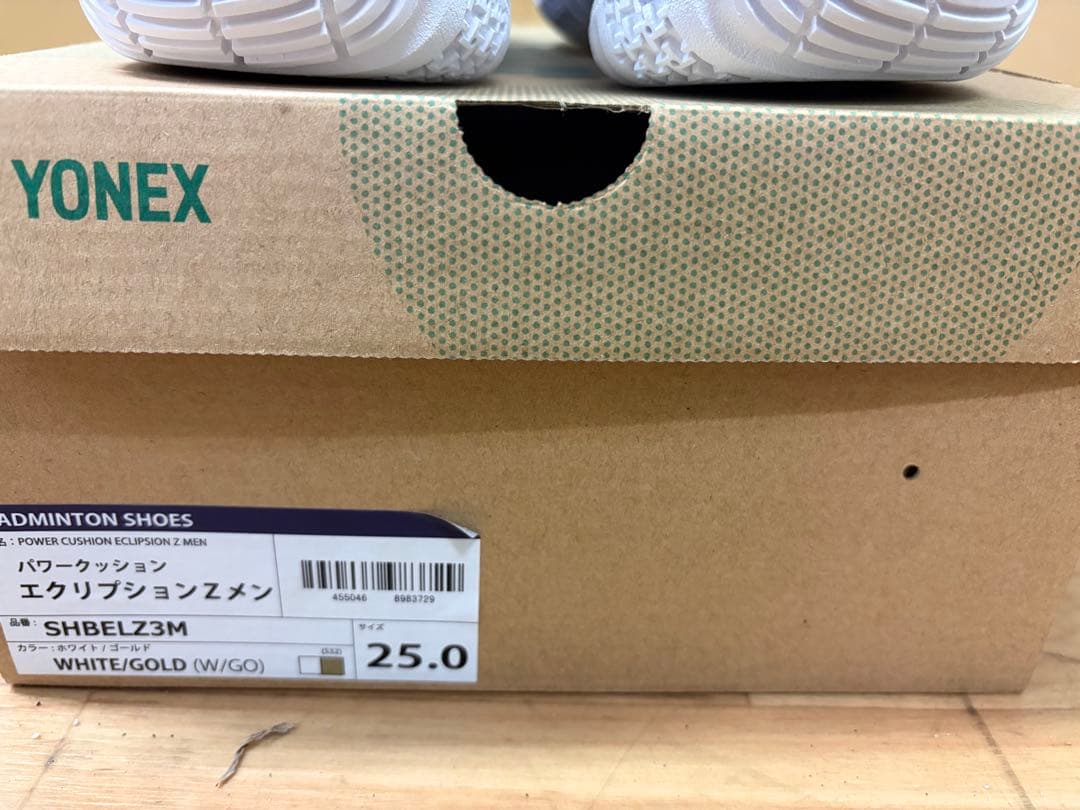 YONEX
ADMINTON SHOES
名：POWER CUSHION ECLIPSION Z MEN
パワークッション
エクリプションZメン
455046 8983729
品番： SHBELZ3M
カラー：ホワイト / ゴールド
WHITE/GOLD (W/GO)
(532)
サイズ
25.0